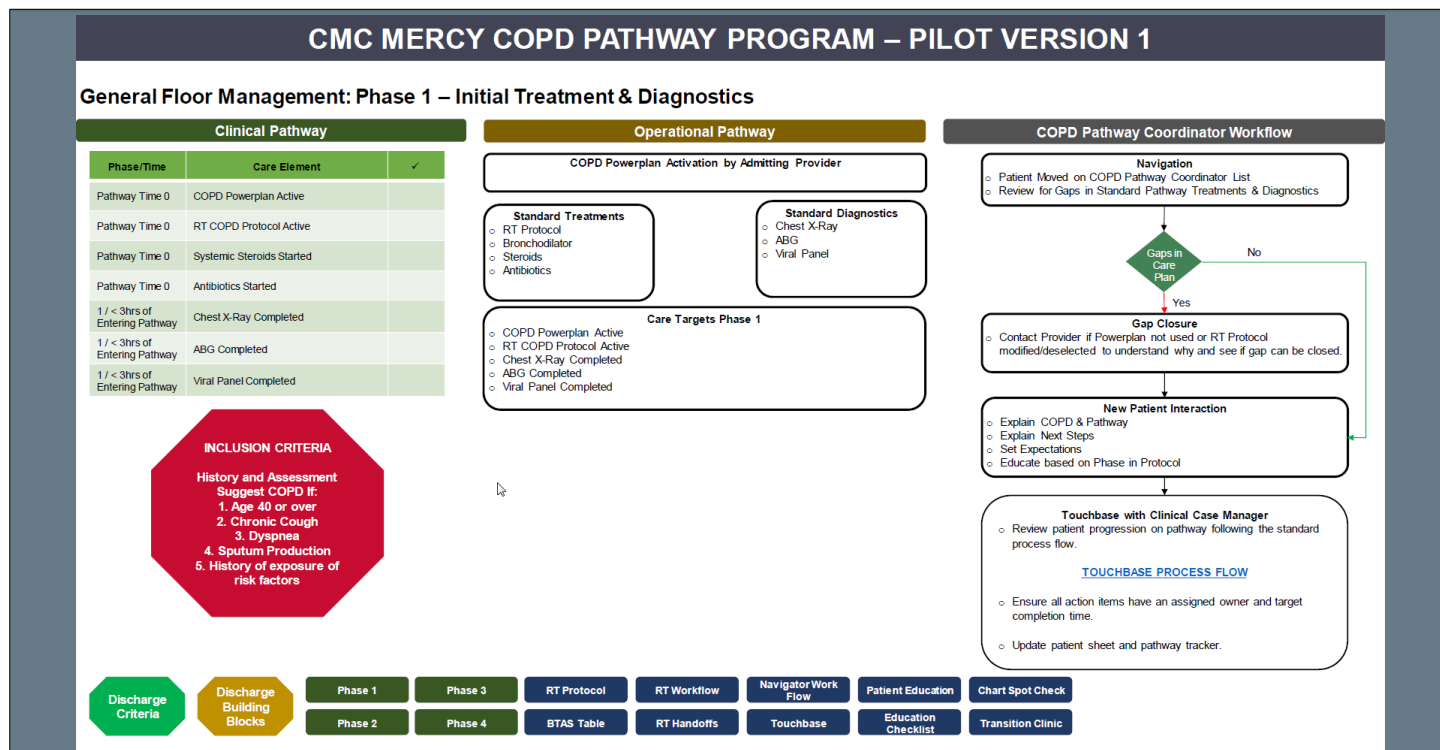 CMC MERCY COPD PATHWAY PROGRAM – PILOT VERSION 1
General Floor Management: Phase 1 – Initial Treatment & Diagnostics
Clinical Pathway
Phase/Time Care Element ✓
Pathway Time 0 COPD Powerplan Active
Pathway Time 0 RT COPD Protocol Active
Pathway Time 0 Systemic Steroids Started
Pathway Time 0 Antibiotics Started
1 / < 3hrs of
Entering Pathway
Chest X-Ray Completed
1 / < 3hrs of
Entering Pathway
ABG Completed
1 / < 3hrs of
Entering Pathway
Viral Panel Completed
INCLUSION CRITERIA
History and Assessment
Suggest COPD If:
1. Age 40 or over
2. Chronic Cough
3. Dyspnea
4. Sputum Production
5. History of exposure of
risk factors
Operational Pathway
COPD Powerplan Activation by Admitting Provider
Standard Treatments
○ RT Protocol
○ Bronchodilator
○ Steroids
○ Antibiotics
Standard Diagnostics
○ Chest X-Ray
○ ABG
○ Viral Panel
Care Targets Phase 1
○ COPD Powerplan Active
○ RT COPD Protocol Active
○ Chest X-Ray Completed
○ ABG Completed
○ Viral Panel Completed
COPD Pathway Coordinator Workflow
Navigation
○ Patient Moved on COPD Pathway Coordinator List
○ Review for Gaps in Standard Pathway Treatments & Diagnostics
Gaps in
Care
Plan
No
Yes
Gap Closure
○ Contact Provider if Powerplan not used or RT Protocol
modified/deselected to understand why and see if gap can be closed.
New Patient Interaction
○ Explain COPD & Pathway
○ Explain Next Steps
○ Set Expectations
○ Educate based on Phase in Protocol
Touchbase with Clinical Case Manager
○ Review patient progression on pathway following the standard
process flow.
TOUCHBASE PROCESS FLOW
○ Ensure all action items have an assigned owner and target
completion time.
○ Update patient sheet and pathway tracker.
Discharge
Criteria
Discharge
Building
Blocks
Phase 1
Phase 3
RT Protocol
RT Workflow
Navigator Work
Flow
Patient Education
Chart Spot Check
Phase 2
Phase 4
BTAS Table
RT Handoffs
Touchbase
Education
Checklist
Transition Clinic